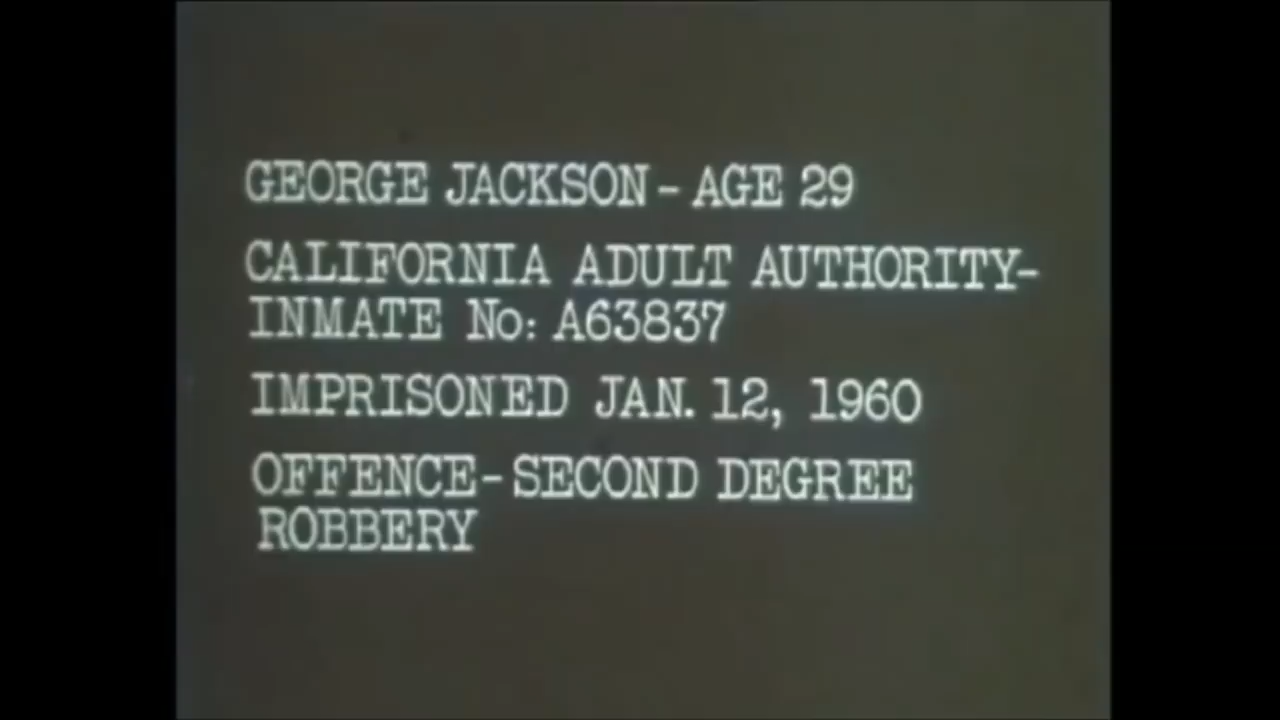 GEORGE JACKSON - AGE 29
CALIFORNIA ADULT AUTHORITY-
INMATE No: A63837
IMPRISONED JAN. 12, 1960
OFFENCE - SECOND DEGREE
ROBBERY